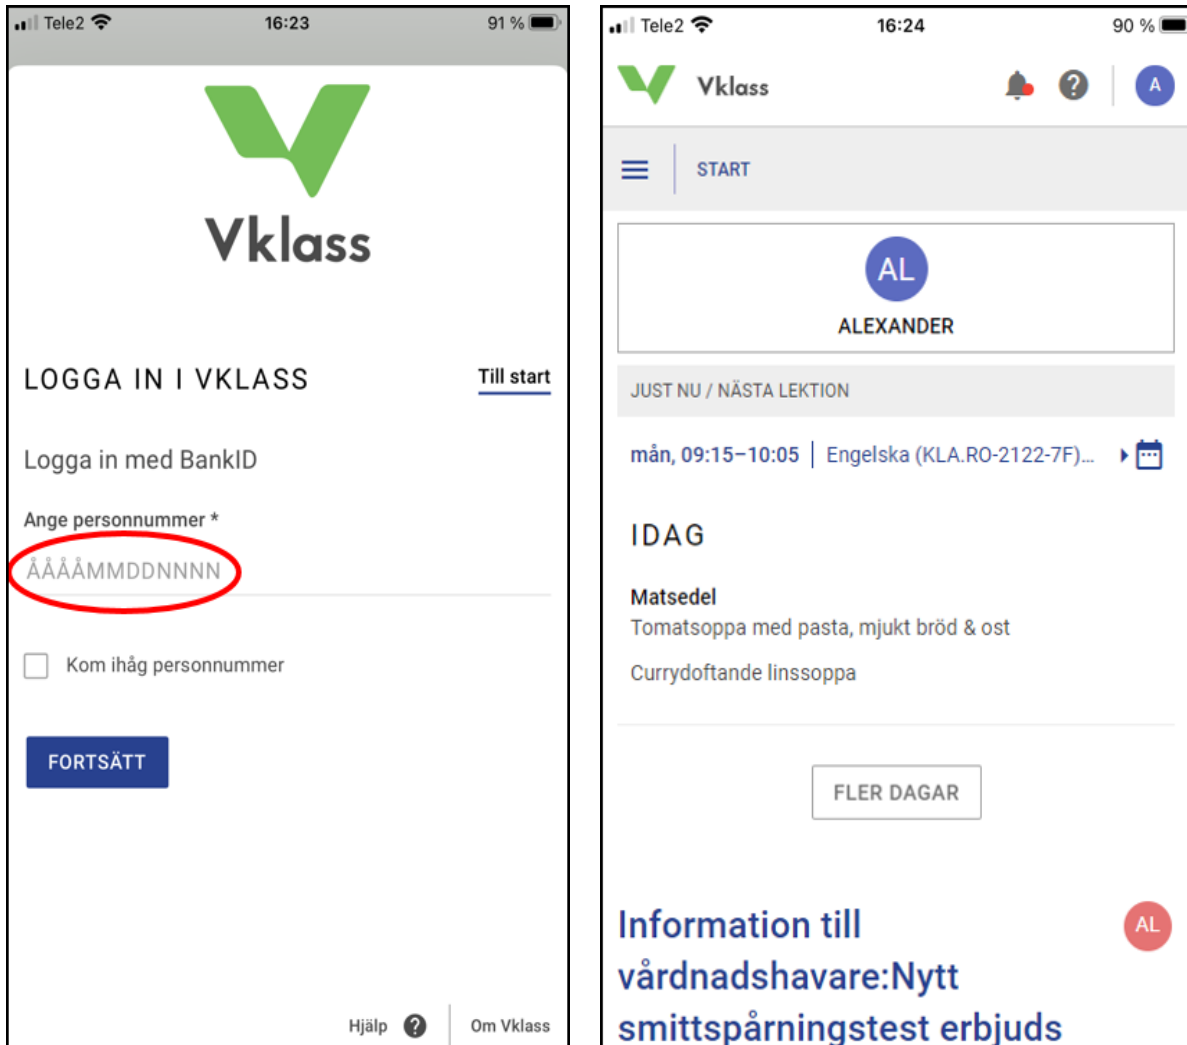 Tele2 16:23 91 %
Vklass
LOGGA IN I VKLASS Till start
Logga in med BankID
Ange personnummer *
ÅÅÅÅMMDDNNNN
Kom ihåg personnummer
FORTSÄTT
Hjälp ? Om Vklass
Tele2 16:24 90 %
Vklass ? A
START
AL
ALEXANDER
JUST NU / NÄSTA LEKTION
mån, 09:15–10:05 Engelska (KLA.RO-2122-7F)...
IDAG
Matsedel
Tomatsoppa med pasta, mjukt bröd & ost
Currydoftande linssoppa
FLER DAGAR
Information till AL
vårdnadshavare:Nytt
smittspårningstest erbjuds